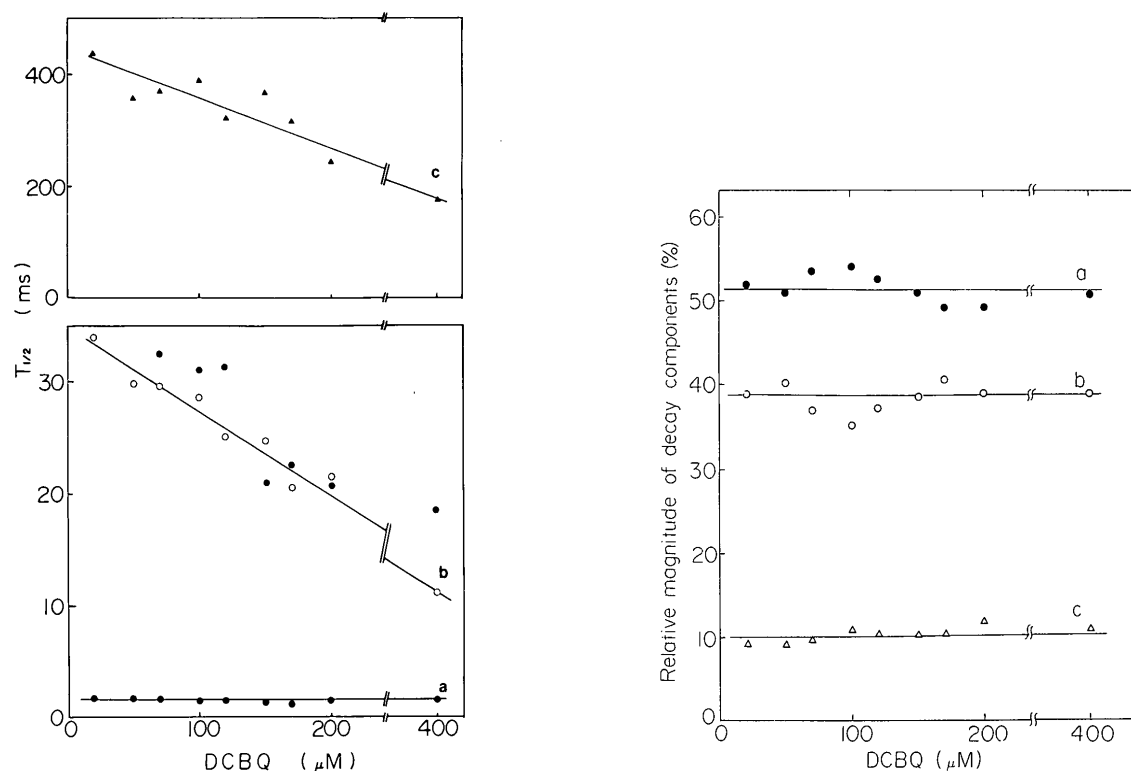 400
200
0
c
(ms)
T1/2
30
20
10
0
b
a
0 100 200 400
DCBQ (μM)
Relative magnitude of decay components (%)
60
50
40
30
20
10
0
a
b
c
0 100 200 400
DCBQ (μM)